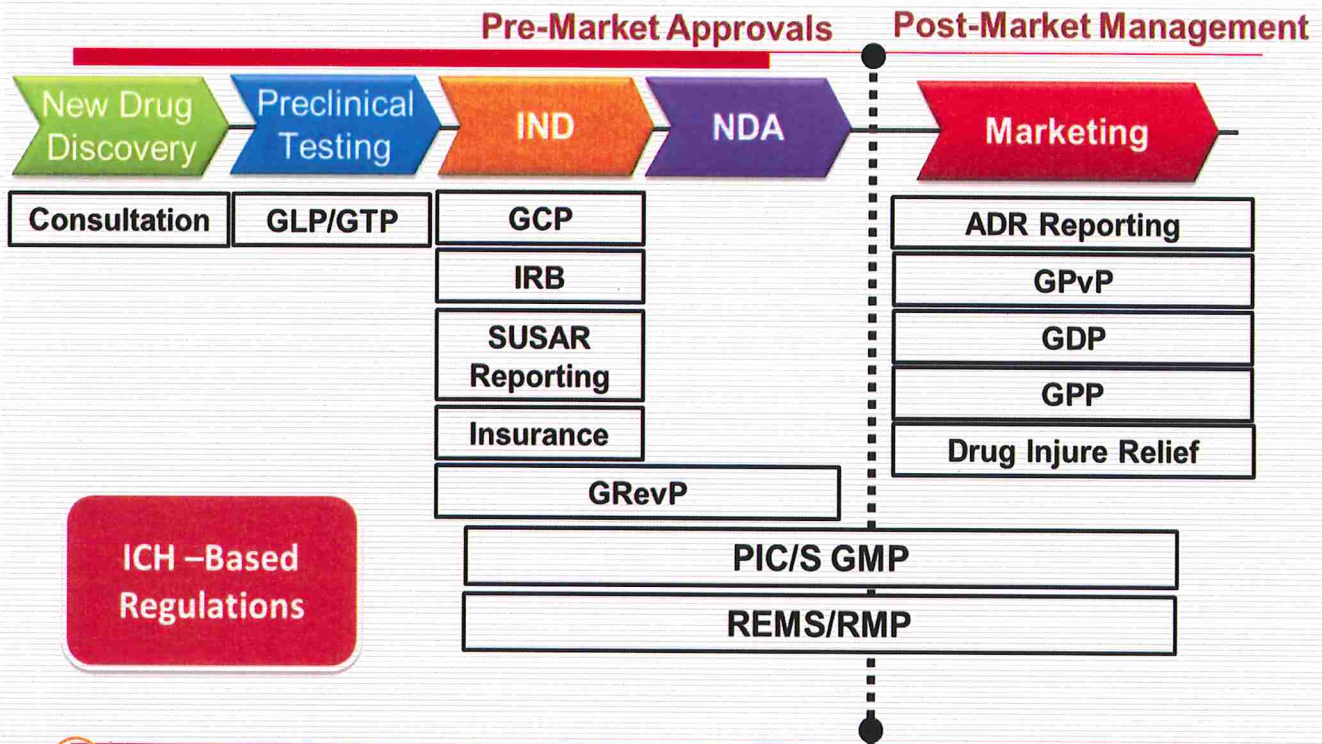 Pre-Market Approvals
Post-Market Management
New Drug
Discovery
Preclinical
Testing
IND
NDA
Marketing
Consultation
GLP/GTP
GCP
IRB
SUSAR
Reporting
Insurance
GRevP
ADR Reporting
GPvP
GDP
GPP
Drug Injure Relief
PIC/S GMP
REMS/RMP
ICH –Based
Regulations